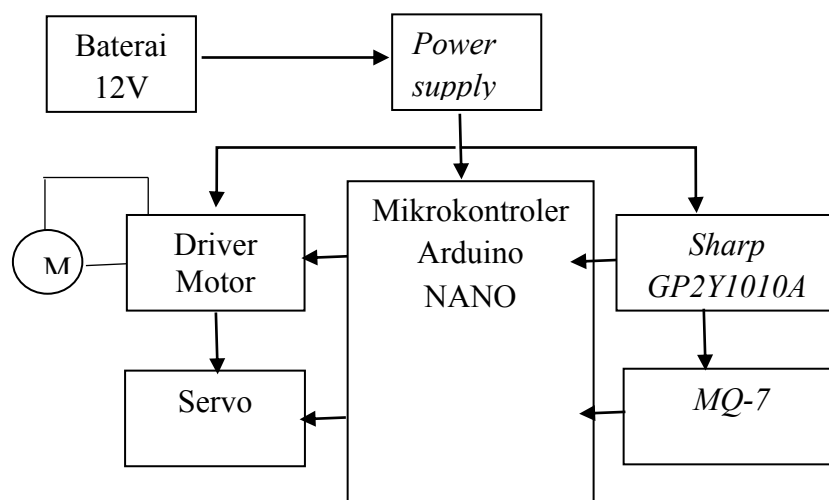 Baterai
12V
Power
supply
M
Driver
Motor
Mikrokontroler
Arduino
NANO
Sharp
GP2Y1010A
Servo
MQ-7